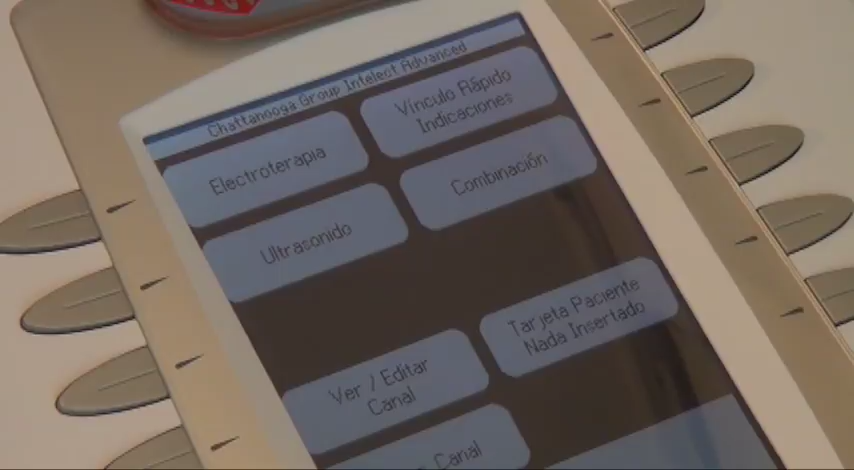 Chattanooga Group Intelect Advanced
Electroterapia
Vínculo Rápido
Indicaciones
Ultrasonido
Combinación
Tarjeta Paciente
Nada Insertado
Ver / Editar
Canal
Canal